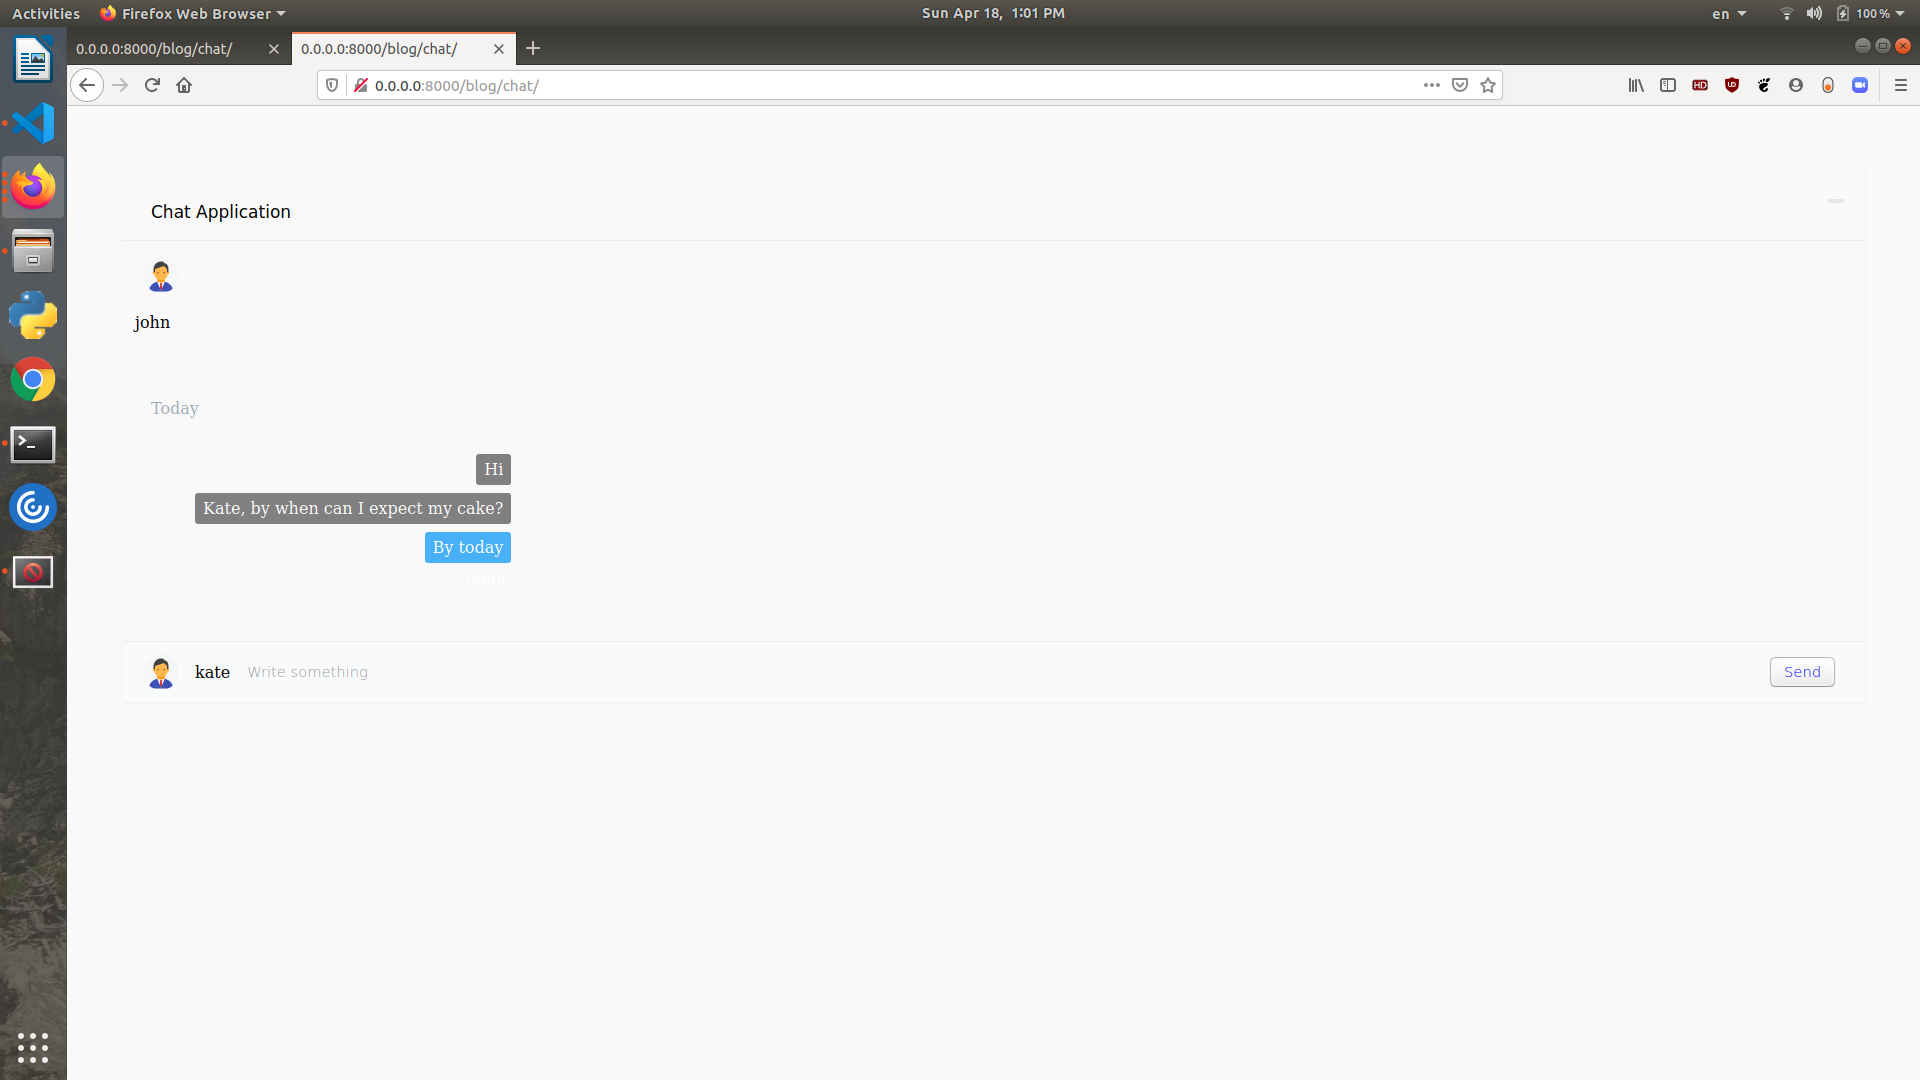 Activities Firefox Web Browser Sun Apr 18, 1:01 PM en 100 %
0.0.0.0:8000/blog/chat/ 0.0.0.0:8000/blog/chat/
0.0.0.0:8000/blog/chat/ HD
Chat Application
john
Today
Hi
Kate, by when can I expect my cake?
By today
kate Write something Send